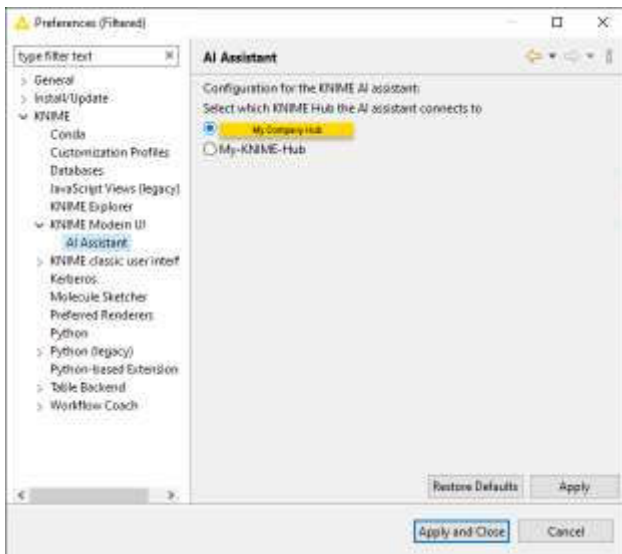 Preferences (Filtered)
type filter text
General
Install/Update
KNIME
Conda
Customization Profiles
Databases
JavaScript Views (legacy)
KNIME Explorer
KNIME Modern UI
AI Assistant
KNIME classic user interf
Kerberos
Molecule Sketcher
Preferred Renderers
Python
Python (legacy)
Python-based Extension
Table Backend
Workflow Coach
AI Assistant
Configuration for the KNIME AI assistant:
Select which KNIME Hub the AI assistant connects to
My Company Hub
My-KNIME-Hub
Restore Defaults
Apply
Apply and Close
Cancel